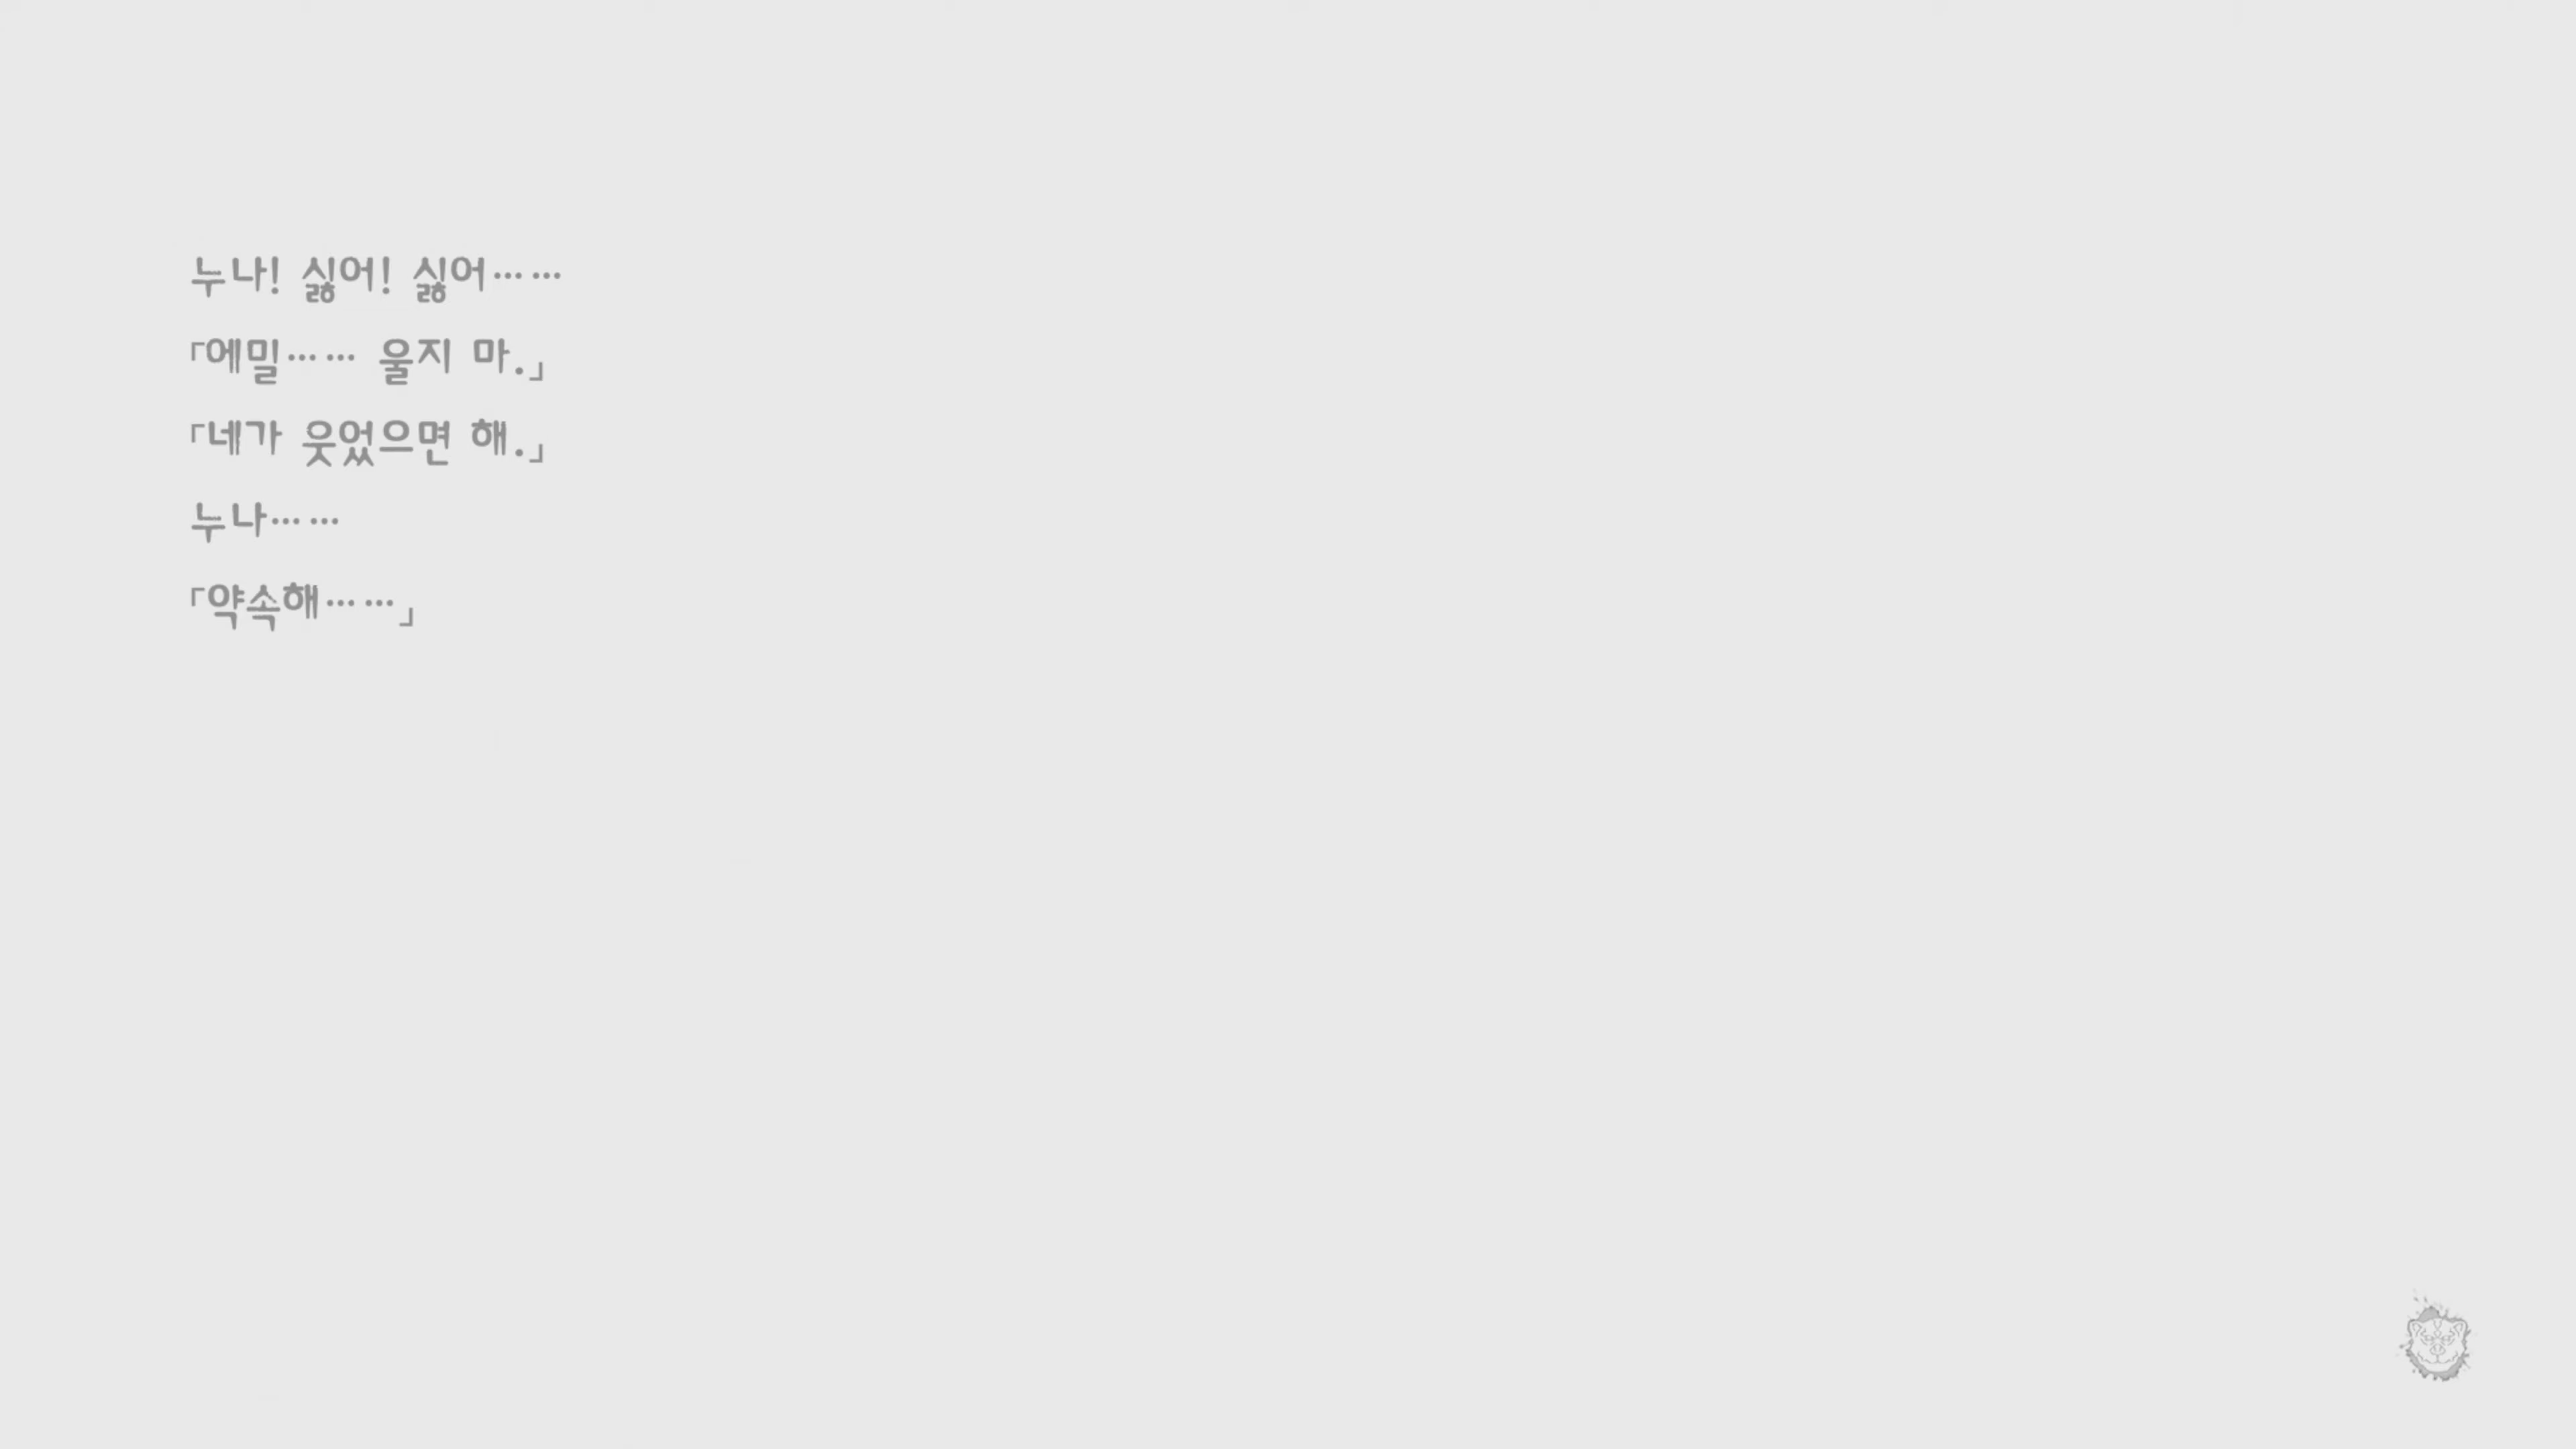 누나! 싫어! 싫어……
「에밀…… 울지 마.」
「네가 웃었으면 해.」
누나……
「약속해……」